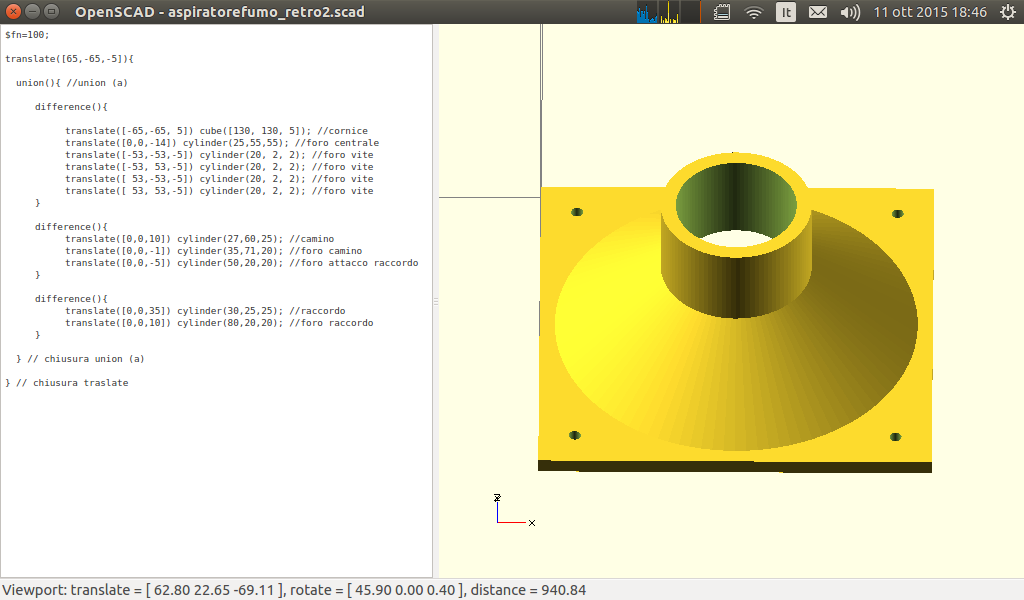 OpenSCAD - aspiratorefumo_retro2.scad
It 11 ott 2015 18:46
$fn=100;
translate([65,-65,-5]){
union(){ //union (a)
difference(){
translate([-65,-65, 5]) cube([130, 130, 5]); //cornice
translate([0,0,-14]) cylinder(25,55,55); //foro centrale
translate([-53,-53,-5]) cylinder(20, 2, 2); //foro vite
translate([-53, 53,-5]) cylinder(20, 2, 2); //foro vite
translate([ 53,-53,-5]) cylinder(20, 2, 2); //foro vite
translate([ 53, 53,-5]) cylinder(20, 2, 2); //foro vite
}
difference(){
translate([0,0,10]) cylinder(27,60,25); //camino
translate([0,0,-1]) cylinder(35,71,20); //foro camino
translate([0,0,-5]) cylinder(50,20,20); //foro attacco raccordo
}
difference(){
translate([0,0,35]) cylinder(30,25,25); //raccordo
translate([0,0,10]) cylinder(80,20,20); //foro raccordo
}
} // chiusura union (a)
} // chiusura traslate
x
Viewport: translate = [ 62.80 22.65 -69.11 ], rotate = [ 45.90 0.00 0.40 ], distance = 940.84